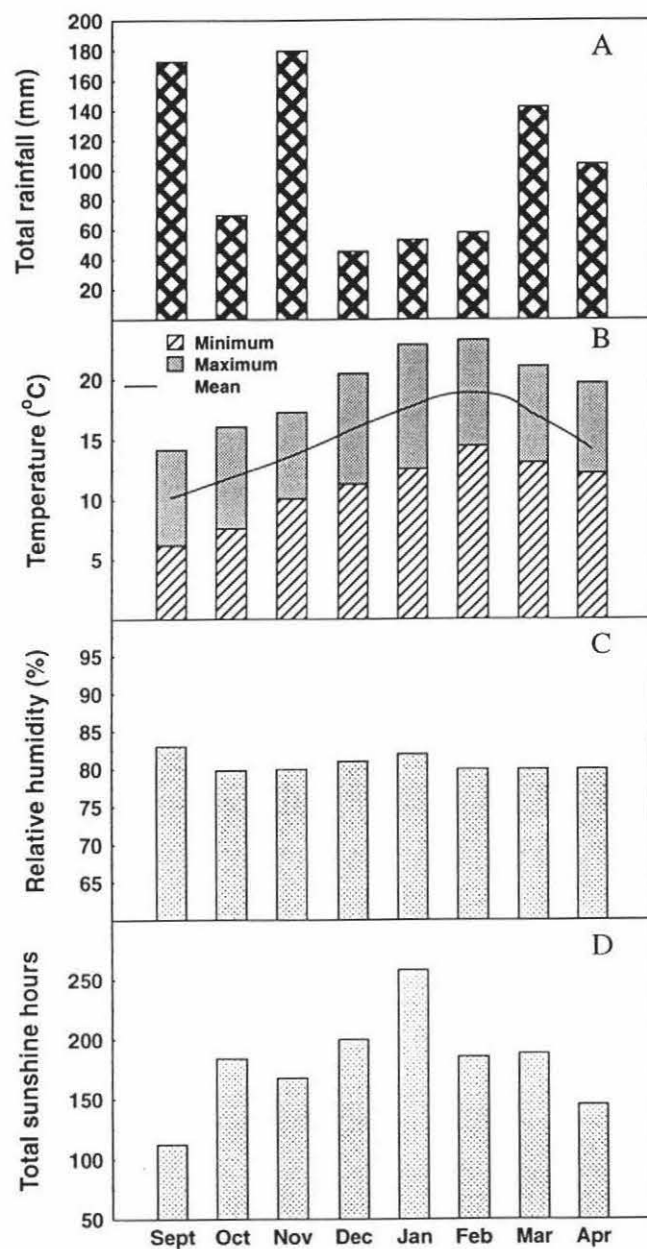 A
Total rainfall (mm)
200
180
160
140
120
100
80
60
40
20
B
Minimum
Maximum
Mean
Temperature (°C)
20
15
10
5
C
Relative humidity (%)
95
90
85
80
75
70
65
D
Total sunshine hours
250
200
150
100
50
Sept Oct Nov Dec Jan Feb Mar Apr